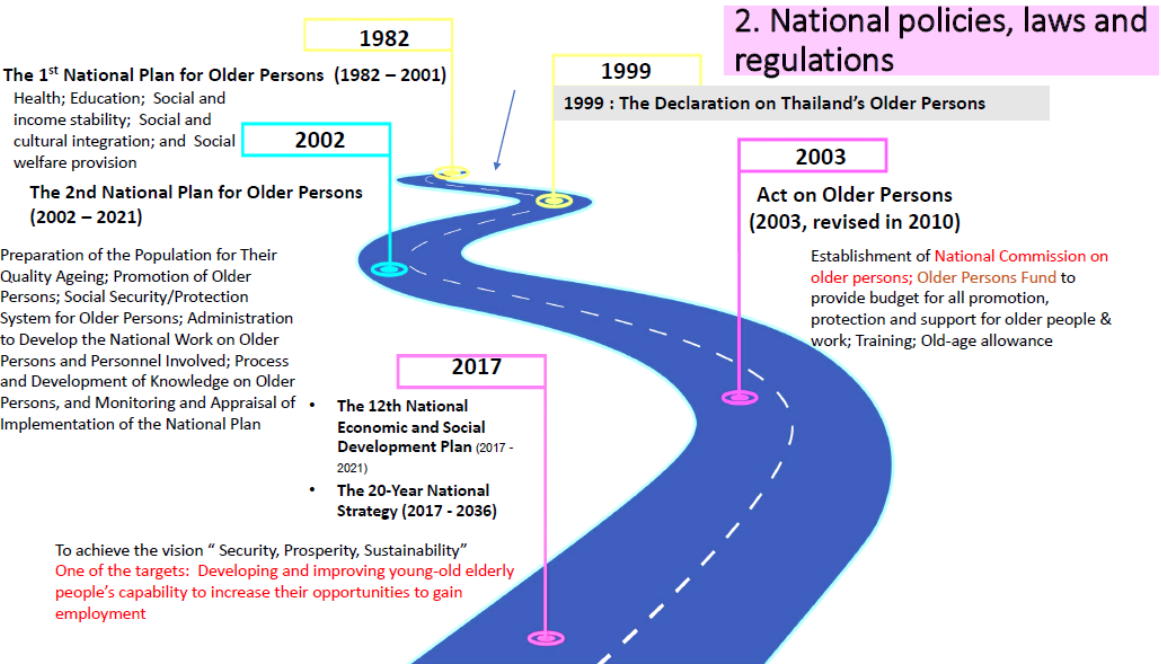 2. National policies, laws and
regulations
1982
The 1st National Plan for Older Persons (1982 – 2001)
Health; Education; Social and
income stability; Social and
cultural integration; and Social
welfare provision
1999
1999 : The Declaration on Thailand's Older Persons
2002
The 2nd National Plan for Older Persons
(2002 – 2021)
Preparation of the Population for Their
Quality Ageing; Promotion of Older
Persons; Social Security/Protection
System for Older Persons; Administration
to Develop the National Work on Older
Persons and Personnel Involved; Process
and Development of Knowledge on Older
Persons, and Monitoring and Appraisal of
Implementation of the National Plan
2003
Act on Older Persons
(2003, revised in 2010)
Establishment of National Commission on
older persons; Older Persons Fund to
provide budget for all promotion,
protection and support for older people &
work; Training; Old-age allowance
2017
• The 12th National
Economic and Social
Development Plan (2017 -
2021)
• The 20-Year National
Strategy (2017 - 2036)
To achieve the vision “ Security, Prosperity, Sustainability”
One of the targets: Developing and improving young-old elderly
people's capability to increase their opportunities to gain
employment